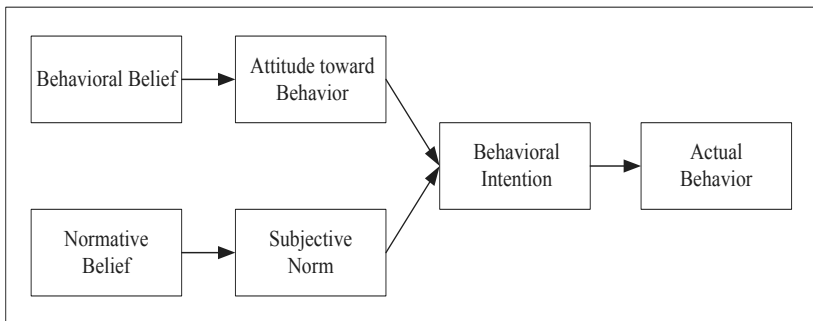 Behavioral Belief
Attitude toward
Behavior
Behavioral
Intention
Actual
Behavior
Normative
Belief
Subjective
Norm